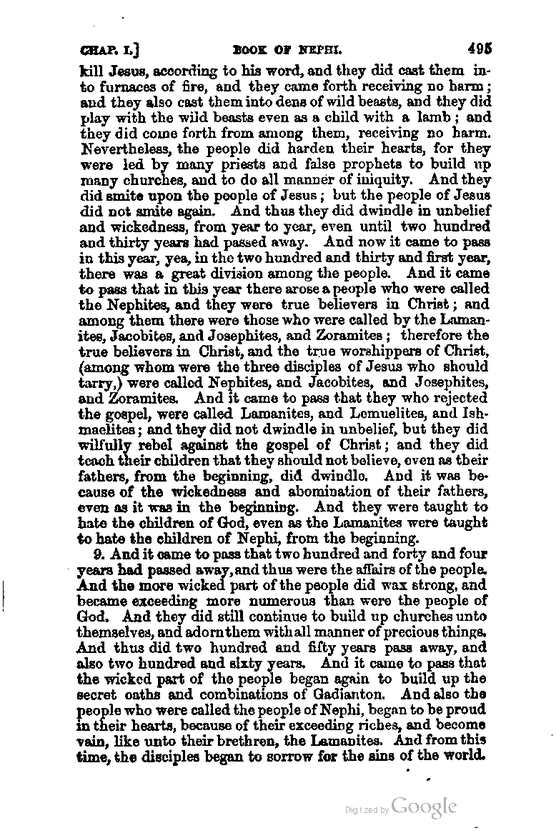 CHAP. I.] BOOK OF NEPHI. 495
kill Jesus, according to his word, and they did cast them in-
to furnaces of fire, and they came forth receiving no harm;
and they also cast them into dens of wild beasts, and they did
play with the wild beasts even as a child with a lamb; and
they did come forth from among them, receiving no harm.
Nevertheless, the people did harden their hearts, for they
were led by many priests and false prophets to build up
many churches, and to do all manner of iniquity. And they
did smite upon the people of Jesus; but the people of Jesus
did not smite again. And thus they did dwindle in unbelief
and wickedness, from year to year, even until two hundred
and thirty years had passed away. And now it came to pass
in this year, yea, in the two hundred and thirty and first year,
there was a great division among the people. And it came
to pass that in this year there arose a people who were called
the Nephites, and they were true believers in Christ; and
among them there were those who were called by the Laman-
ites, Jacobites, and Josephites, and Zoramites; therefore the
true believers in Christ, and the true worshippers of Christ,
(among whom were the three disciples of Jesus who should
tarry,) were called Nephites, and Jacobites, and Josephites,
and Zoramites. And it came to pass that they who rejected
the gospel, were called Lamanites, and Lemuelites, and Ish-
maelites; and they did not dwindle in unbelief, but they did
wilfully rebel against the gospel of Christ; and they did
teach their children that they should not believe, even as their
fathers, from the beginning, did dwindle. And it was be-
cause of the wickedness and abomination of their fathers,
even as it was in the beginning. And they were taught to
hate the children of God, even as the Lamanites were taught
to hate the children of Nephi, from the beginning.
9. And it came to pass that two hundred and forty and four
years had passed away, and thus were the affairs of the people.
And the more wicked part of the people did wax strong, and
became exceeding more numerous than were the people of
God. And they did still continue to build up churches unto
themselves, and adorn them with all manner of precious things.
And thus did two hundred and fifty years pass away, and
also two hundred and sixty years. And it came to pass that
the wicked part of the people began again to build up the
secret oaths and combinations of Gadianton. And also the
people who were called the people of Nephi, began to be proud
in their hearts, because of their exceeding riches, and become
vain, like unto their brethren, the Lamanites. And from this
time, the disciples began to sorrow for the sins of the world.
Digitized by Google